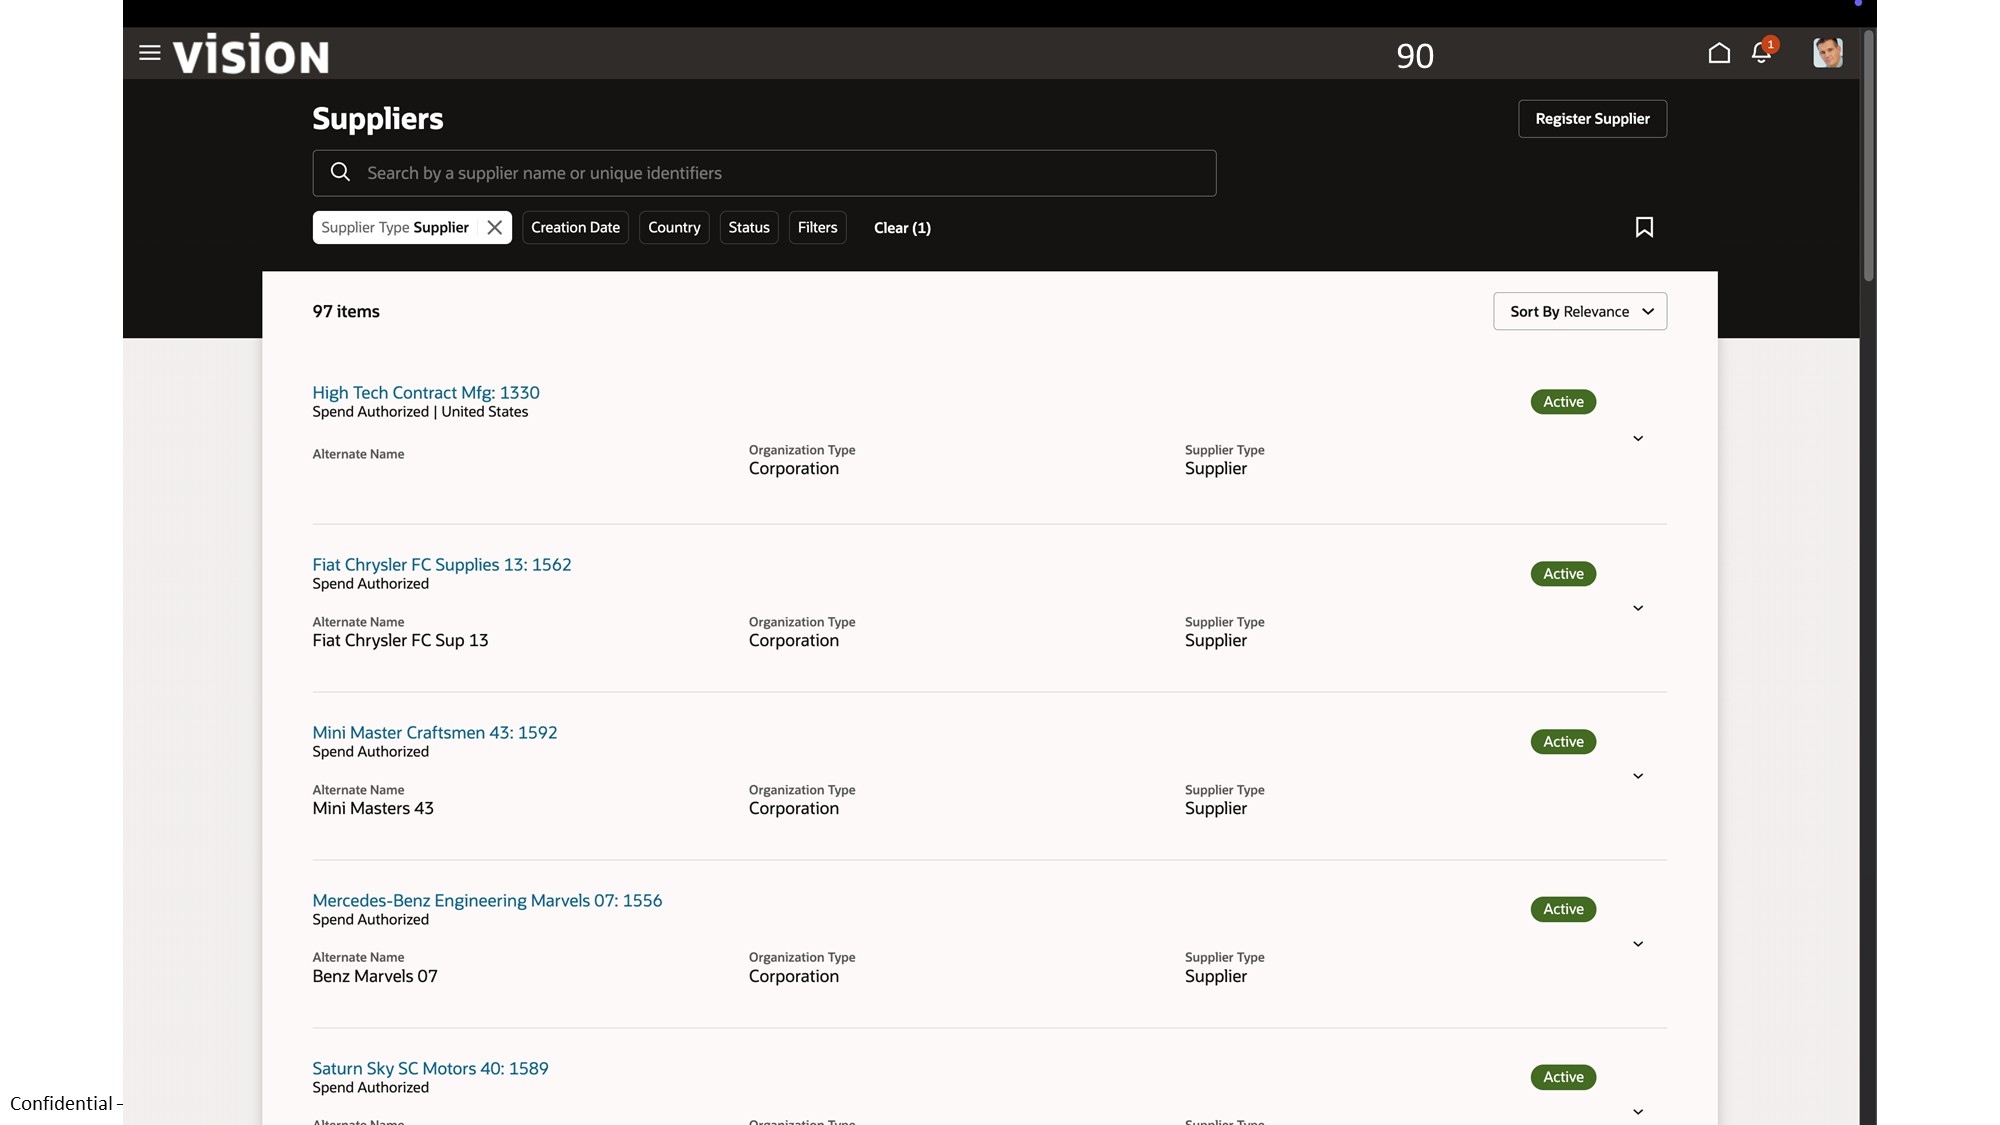 vision
90
1
Suppliers
Register Supplier
Search by a supplier name or unique identifiers
Supplier Type Supplier
Creation Date
Country
Status
Filters
Clear (1)
97 items
Sort By Relevance
High Tech Contract Mfg: 1330
Active
Spend Authorized | United States
Alternate Name
Organization Type
Supplier Type
Corporation
Supplier
Fiat Chrysler FC Supplies 13: 1562
Active
Spend Authorized
Alternate Name
Organization Type
Supplier Type
Fiat Chrysler FC Sup 13
Corporation
Supplier
Mini Master Craftsmen 43: 1592
Active
Spend Authorized
Alternate Name
Organization Type
Supplier Type
Mini Masters 43
Corporation
Supplier
Mercedes-Benz Engineering Marvels 07: 1556
Active
Spend Authorized
Alternate Name
Organization Type
Supplier Type
Benz Marvels 07
Corporation
Supplier
Saturn Sky SC Motors 40: 1589
Active
Spend Authorized
Alternate Name
Organization Type
Supplier Type
Confidential –